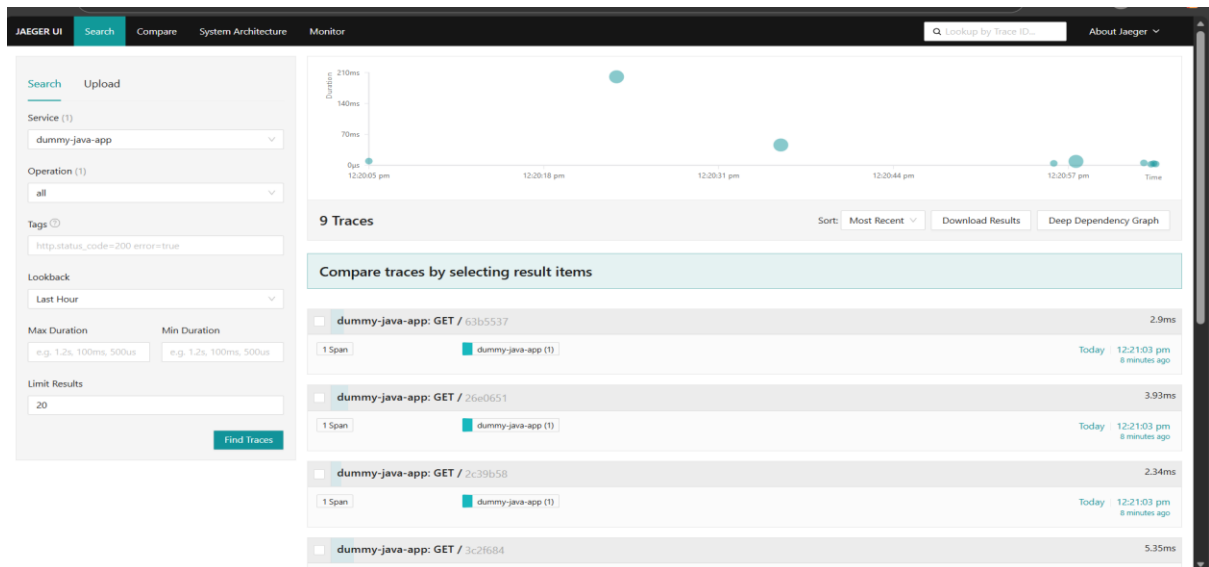 JAEGER UI Search Compare System Architecture Monitor Lookup by Trace ID... About Jaeger
Search Upload
Service (1)
dummy-java-app
Operation (1)
all
Tags
http.status_code=200 error=true
Lookback
Last Hour
Max Duration Min Duration
e.g. 1.2s, 100ms, 500us e.g. 1.2s, 100ms, 500us
Limit Results
20
Find Traces
Duration
210ms
140ms
70ms
0μs
12:20:05 pm 12:20:18 pm 12:20:31 pm 12:20:44 pm 12:20:57 pm Time
9 Traces Sort: Most Recent Download Results Deep Dependency Graph
Compare traces by selecting result items
dummy-java-app: GET / 63b5537 2.9ms
1 Span dummy-java-app (1) Today 12:21:03 pm
8 minutes ago
dummy-java-app: GET / 26e0651 3.93ms
1 Span dummy-java-app (1) Today 12:21:03 pm
8 minutes ago
dummy-java-app: GET / 2c39b58 2.34ms
1 Span dummy-java-app (1) Today 12:21:03 pm
8 minutes ago
dummy-java-app: GET / 3c2f684 5.35ms